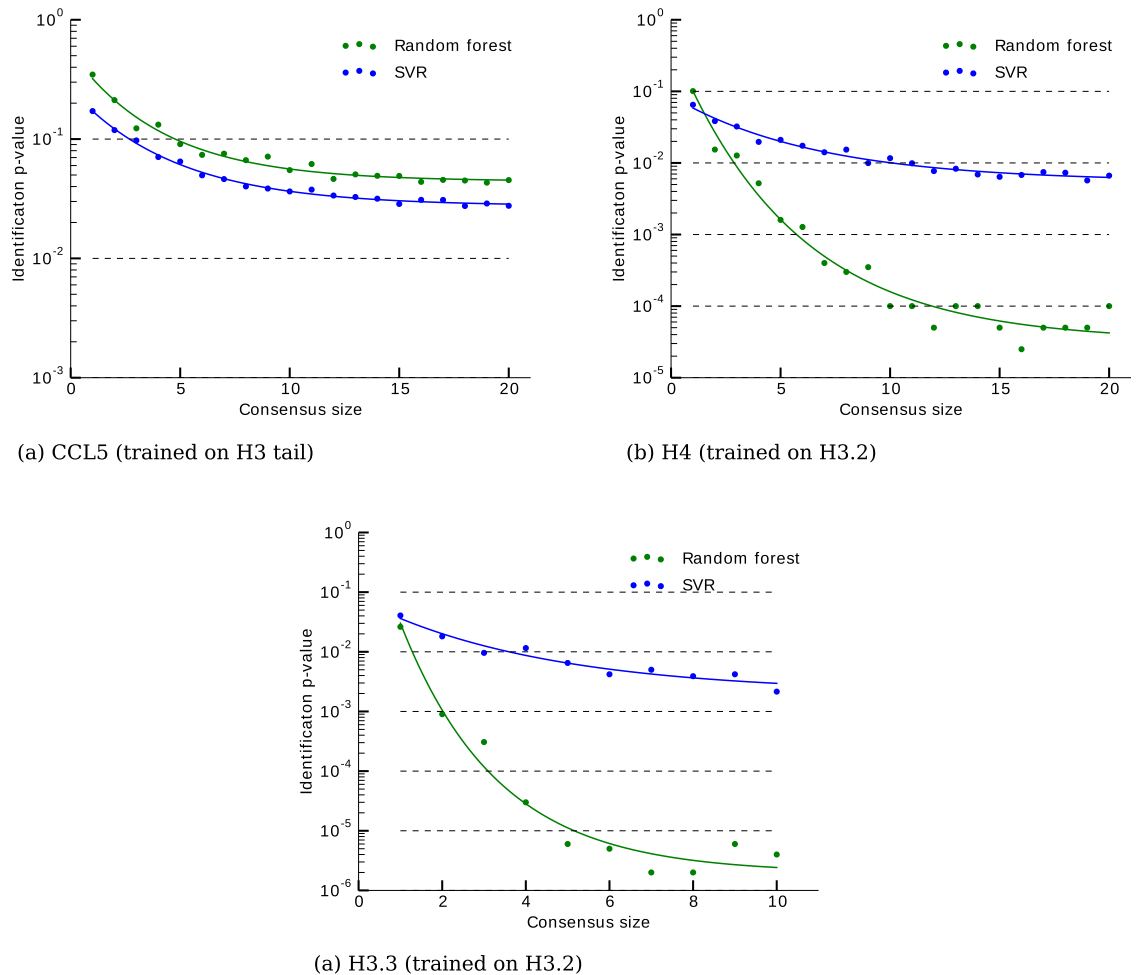 10^0
10^-1
10^-2
10^-3
Identificaton p-value
0 5 10 15 20
Consensus size
Random forest
SVR
(a) CCL5 (trained on H3 tail)
10^0
10^-1
10^-2
10^-3
10^-4
10^-5
Identificaton p-value
0 5 10 15 20
Consensus size
Random forest
SVR
(b) H4 (trained on H3.2)
10^0
10^-1
10^-2
10^-3
10^-4
10^-5
10^-6
Identificaton p-value
0 2 4 6 8 10
Consensus size
Random forest
SVR
(a) H3.3 (trained on H3.2)